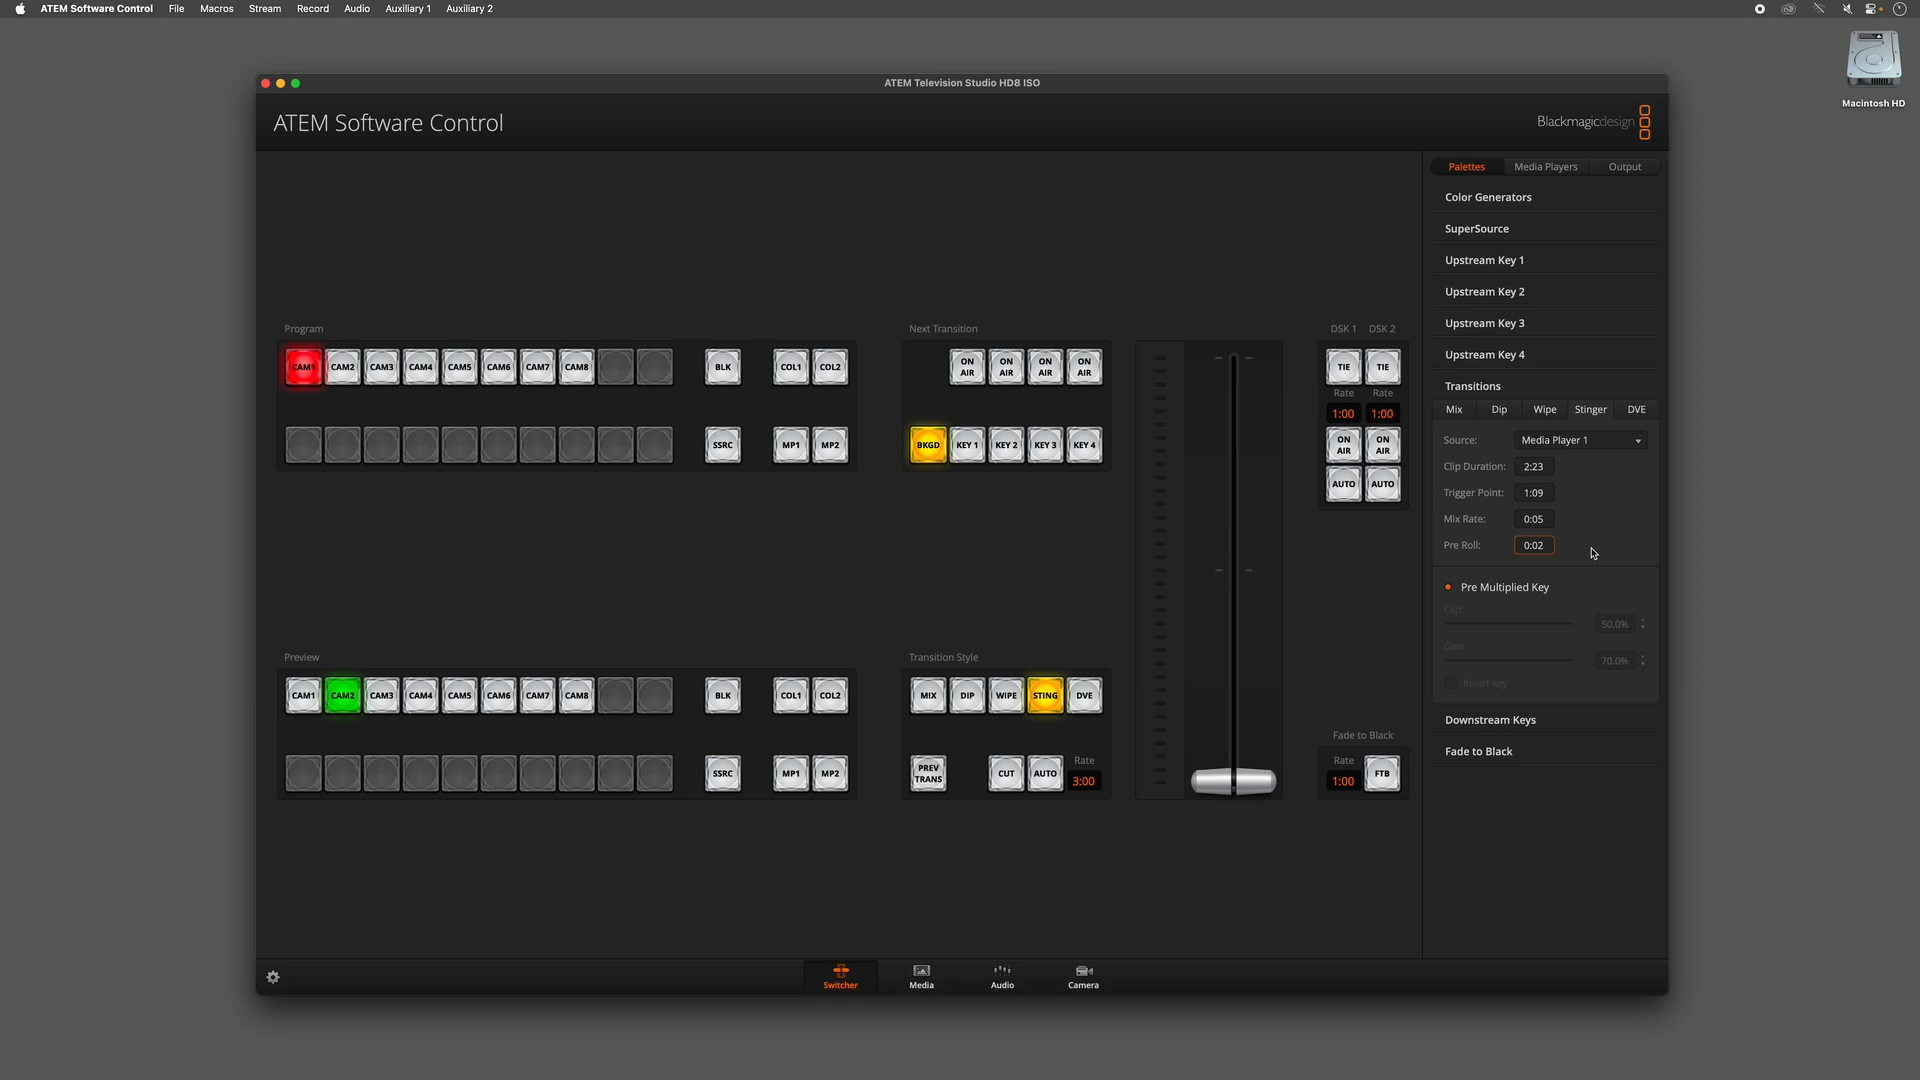 ATEM Software Control File Macros Stream Record Audio Auxiliary 1 Auxiliary 2
Macintosh HD
ATEM Television Studio HD8 ISO
ATEM Software Control
Blackmagicdesign
Palettes Media Players Output
Color Generators
SuperSource
Upstream Key 1
Upstream Key 2
Upstream Key 3
Upstream Key 4
Transitions
Mix Dip Wipe Stinger DVE
Source: Media Player 1
Clip Duration: 2:23
Trigger Point: 1:09
Mix Rate: 0:05
Pre Roll: 0:02
Pre Multiplied Key
Clip:
50.0%
Gain:
70.0%
Invert key
Downstream Keys
Fade to Black
Program
CAM1 CAM2 CAM3 CAM4 CAM5 CAM6 CAM7 CAM8 BLK COL1 COL2
SSRC MP1 MP2
Next Transition
ON AIR ON AIR ON AIR ON AIR
BKGD KEY 1 KEY 2 KEY 3 KEY 4
DSK 1 DSK 2
TIE TIE
Rate Rate
1:00 1:00
ON AIR ON AIR
AUTO AUTO
Preview
CAM1 CAM2 CAM3 CAM4 CAM5 CAM6 CAM7 CAM8 BLK COL1 COL2
SSRC MP1 MP2
Transition Style
MIX DIP WIPE STING DVE
PREV TRANS CUT AUTO Rate 3:00
Fade to Black
Rate
1:00 FTB
Switcher Media Audio Camera